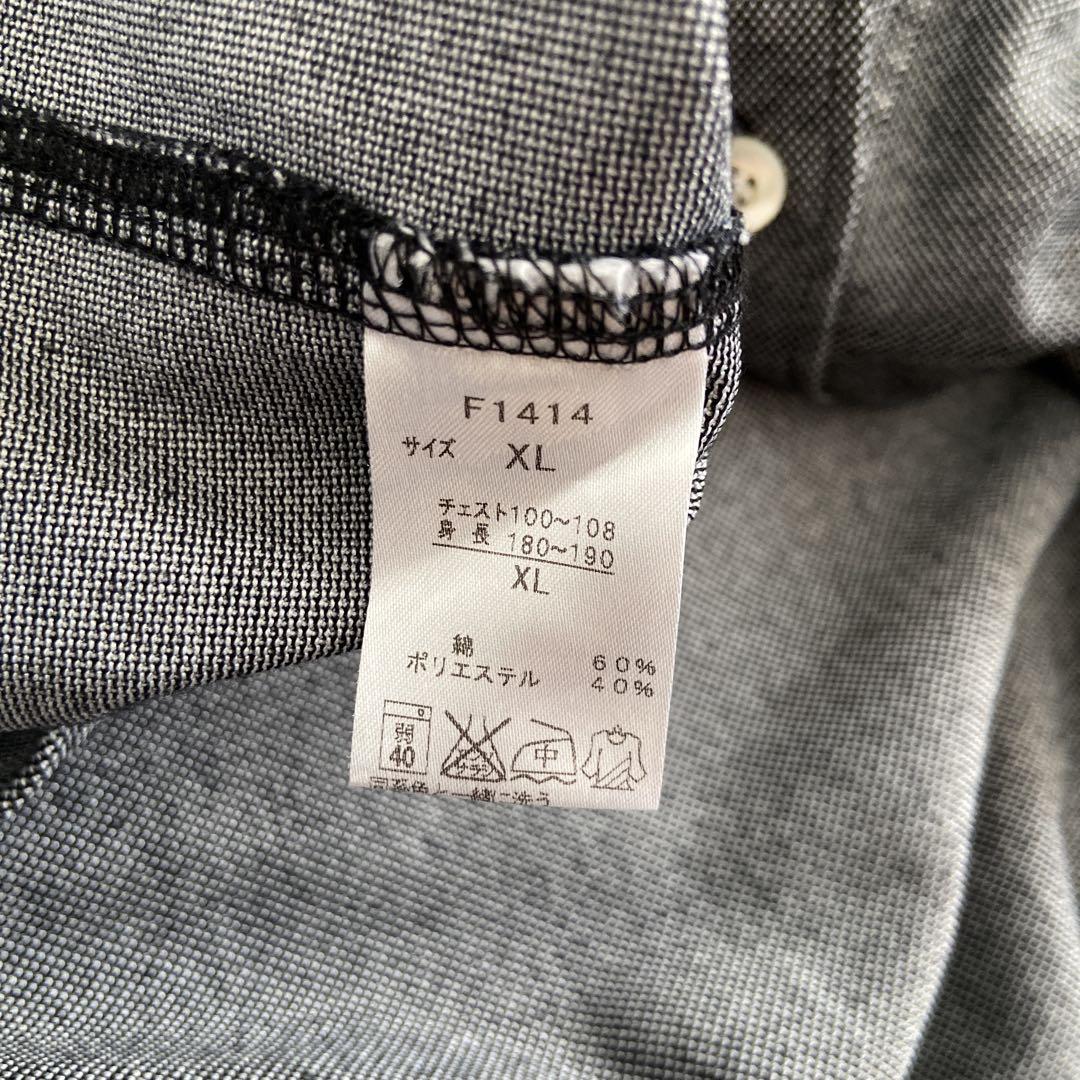 F1414
サイズ XL
チェスト100~108
身長 180~190
XL
綿 60%
ポリエステル 40%
弱 40
中